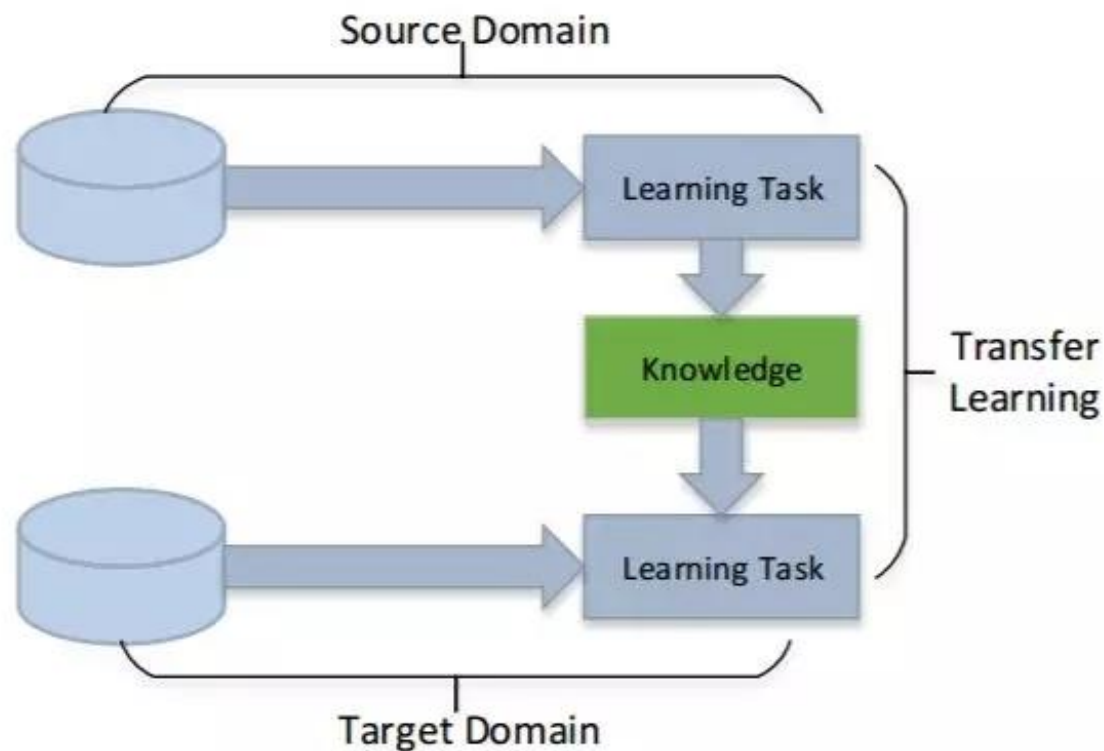 Source Domain
Learning Task
Knowledge
Transfer
Learning
Learning Task
Target Domain